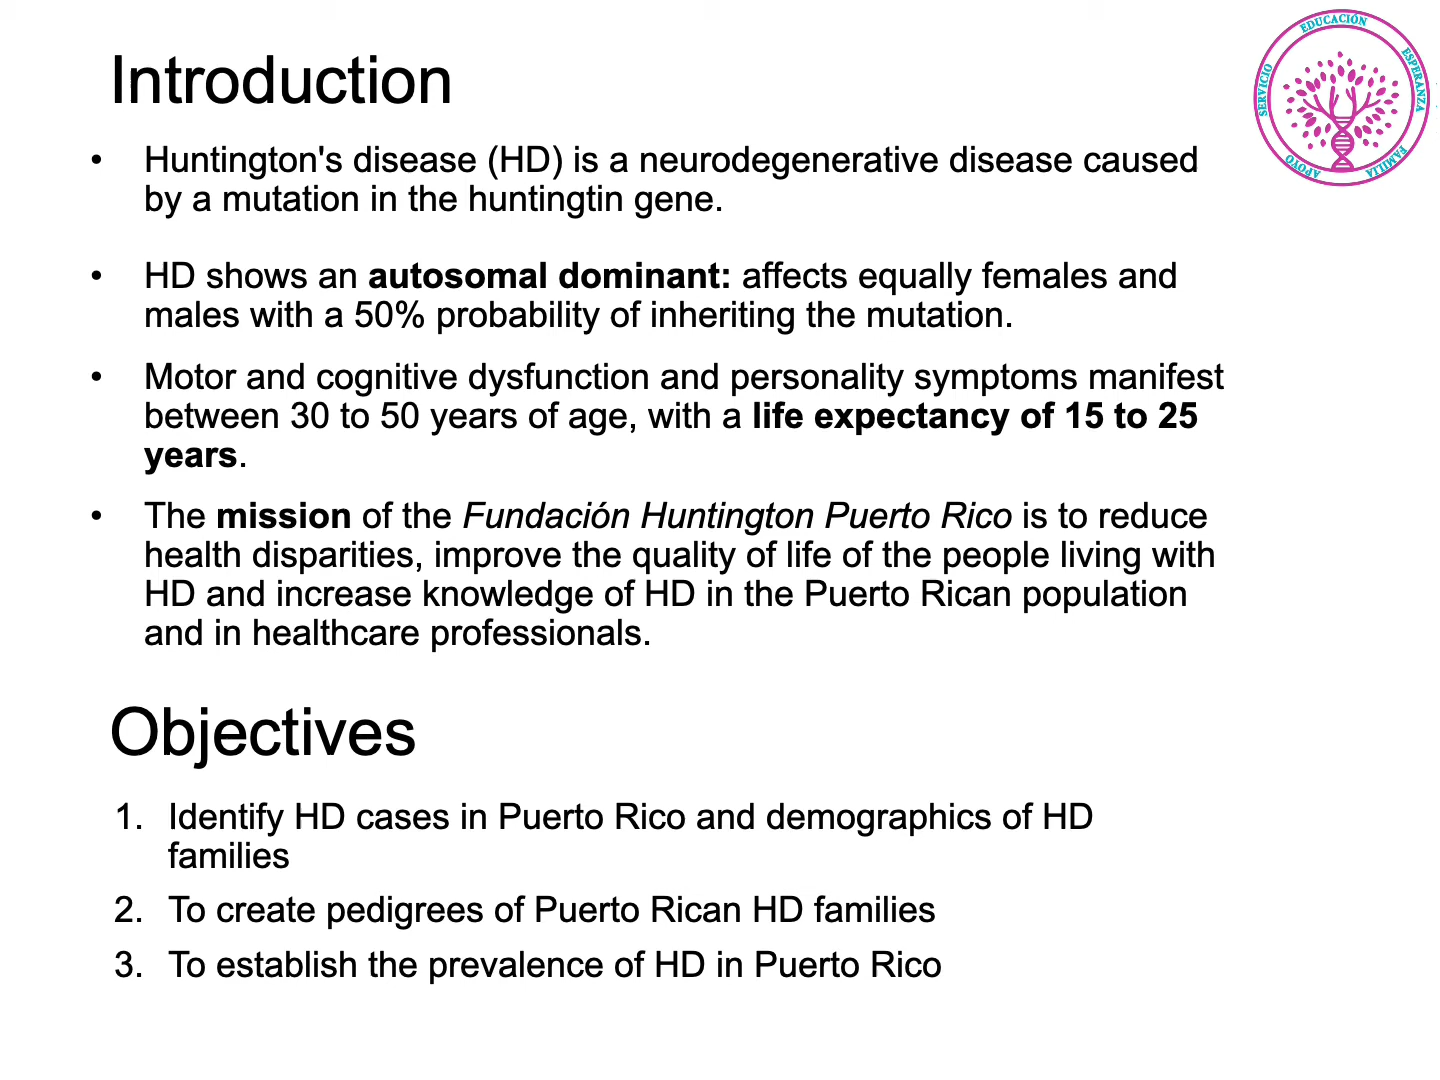 Introduction
• Huntington's disease (HD) is a neurodegenerative disease caused
by a mutation in the huntingtin gene.
• HD shows an autosomal dominant: affects equally females and
males with a 50% probability of inheriting the mutation.
• Motor and cognitive dysfunction and personality symptoms manifest
between 30 to 50 years of age, with a life expectancy of 15 to 25
years.
• The mission of the Fundación Huntington Puerto Rico is to reduce
health disparities, improve the quality of life of the people living with
HD and increase knowledge of HD in the Puerto Rican population
and in healthcare professionals.
Objectives
1. Identify HD cases in Puerto Rico and demographics of HD
families
2. To create pedigrees of Puerto Rican HD families
3. To establish the prevalence of HD in Puerto Rico
SERVICIO
EDUCACIÓN
ESPERANZA
FAMILIA
APOYO